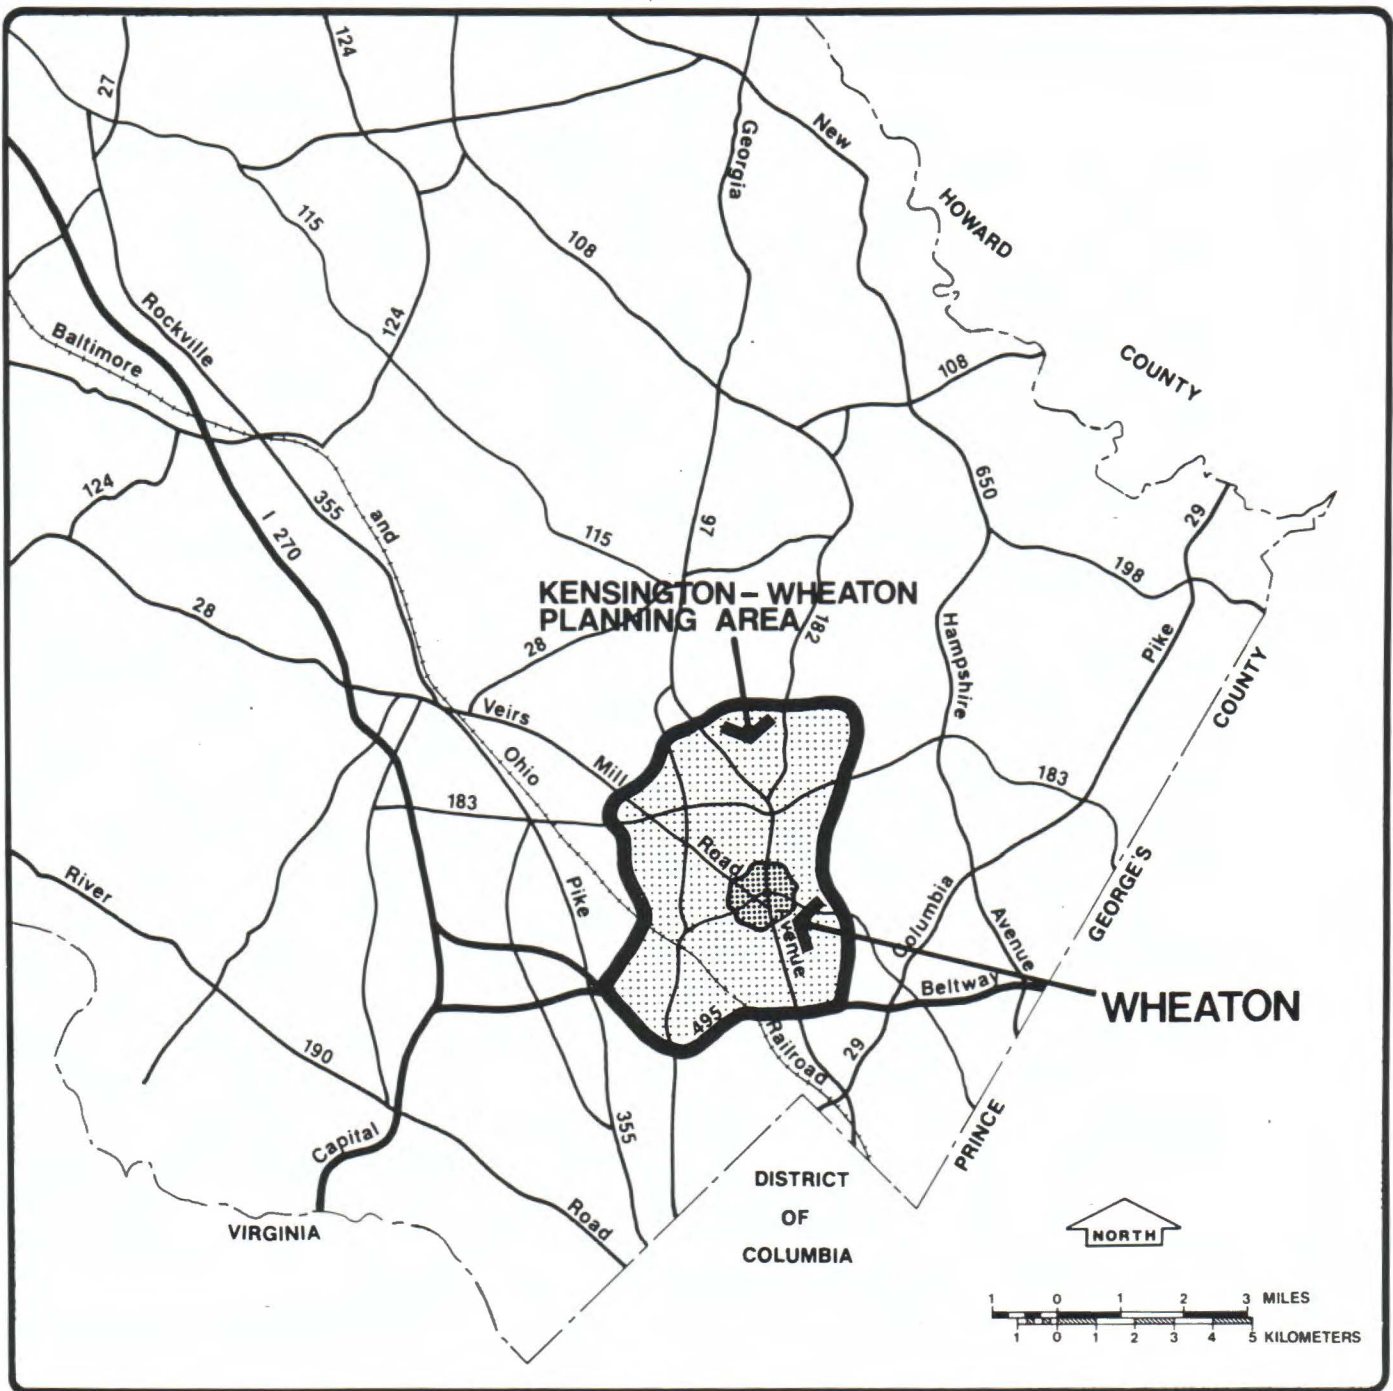 27
124
Georgia
New
HOWARD
COUNTY
115
108
124
Rockville
Baltimore
108
124
355
and
I 270
650
29
97
115
198
28
KENSINGTON – WHEATON
PLANNING AREA
182
28
Hampshire
Pike
COUNTY
Veirs
Ohio
Mill
183
183
Road
River
Pike
Avenue
Columbia
Avenue
GEORGE'S
Beltway
WHEATON
495
Railroad
29
190
355
Capital
PRINCE
Road
VIRGINIA
DISTRICT
OF
COLUMBIA
NORTH
1 0 1 2 3 MILES
1 0 1 2 3 4 5 KILOMETERS